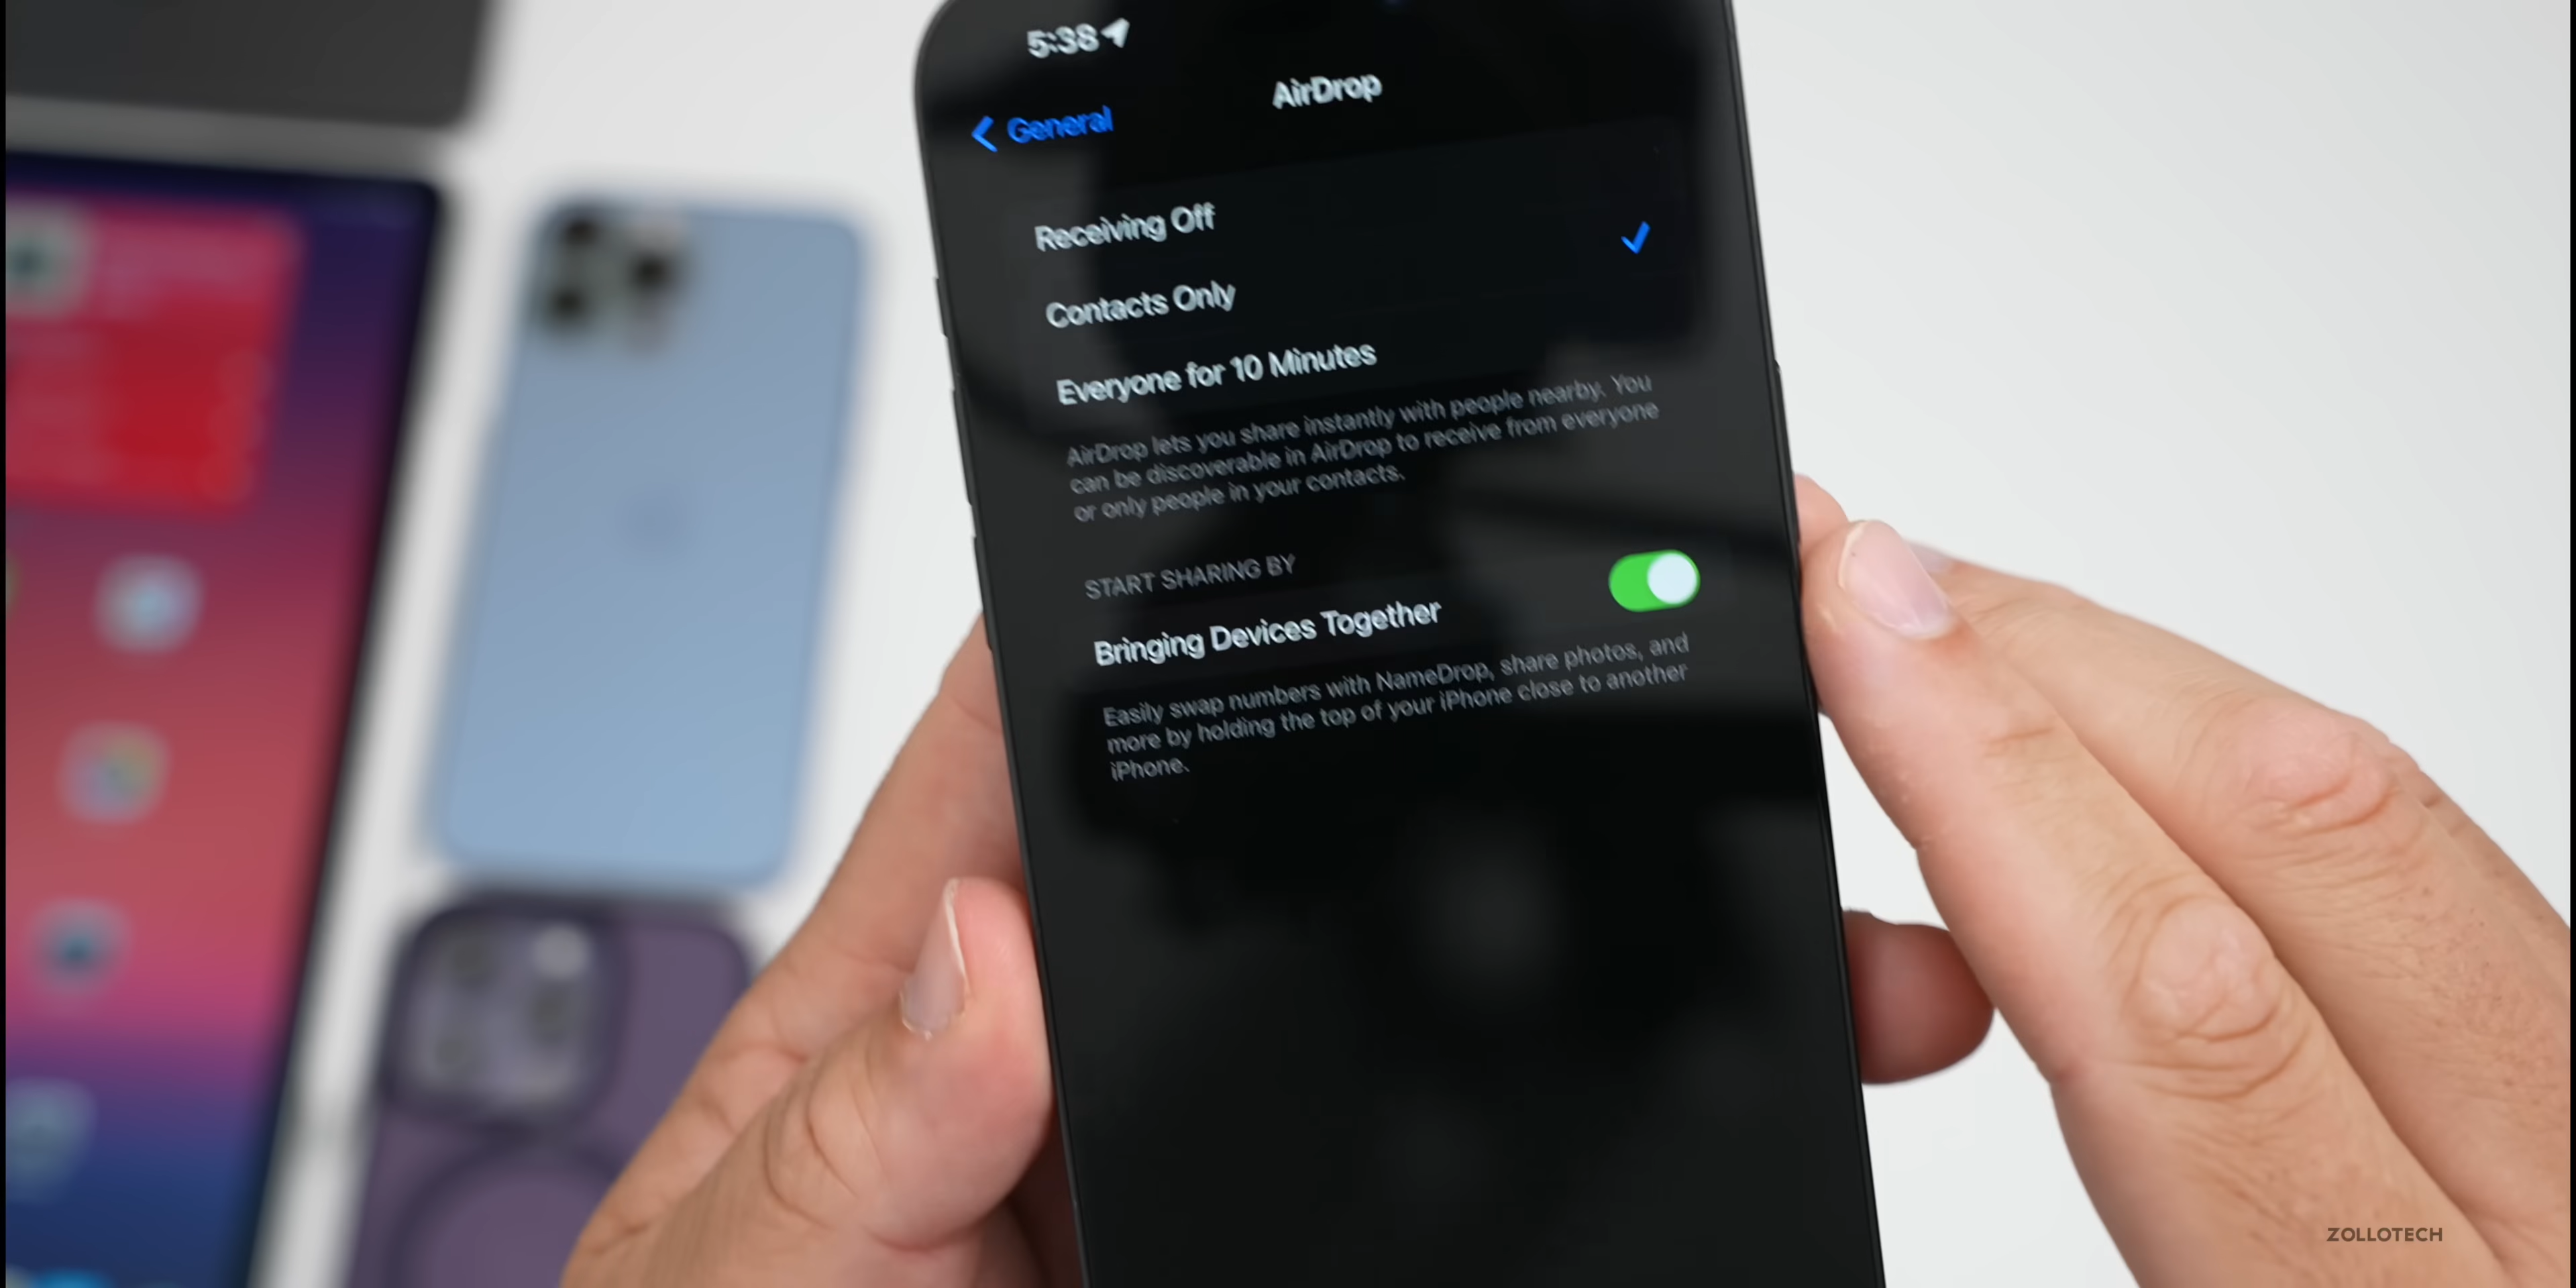 5:38
AirDrop
General
Receiving Off
Contacts Only
Everyone for 10 Minutes
AirDrop lets you share instantly with people nearby. You
can be discoverable in AirDrop to receive from everyone
or only people in your contacts.
START SHARING BY
Bringing Devices Together
Easily swap numbers with NameDrop, share photos, and
more by holding the top of your iPhone close to another
iPhone.
ZOLLOTECH